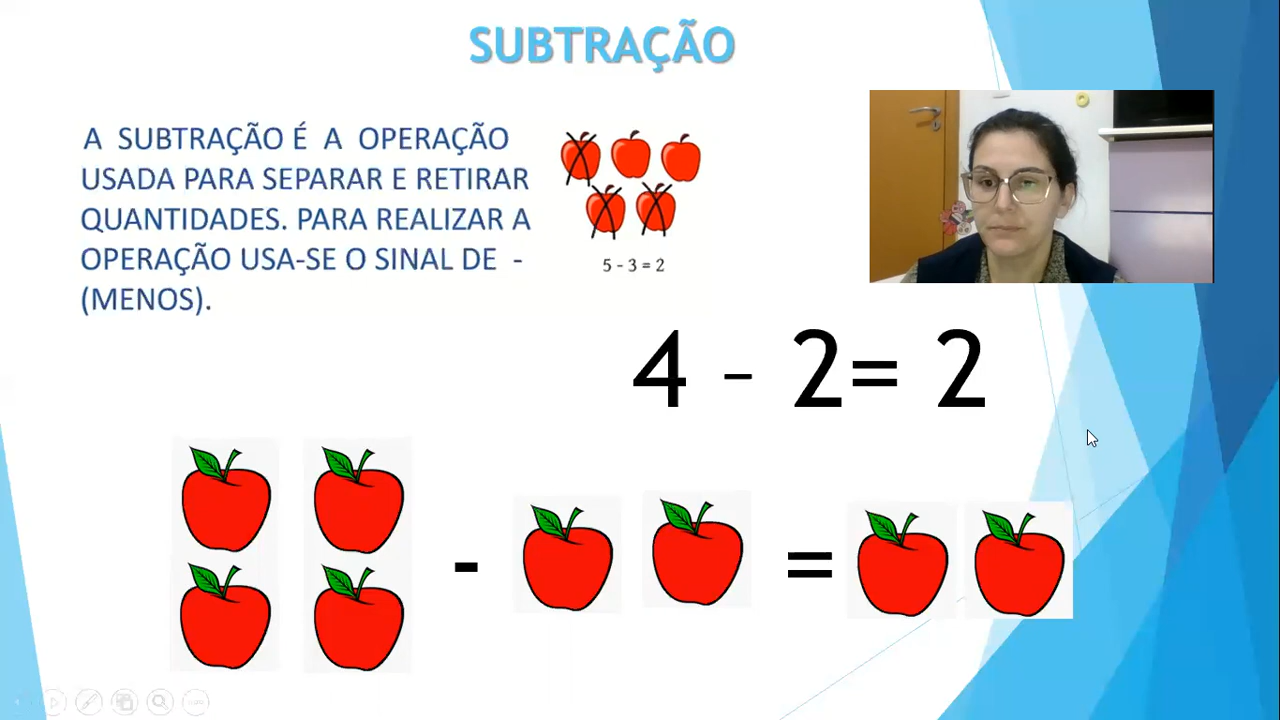 SUBTRAÇÃO
A SUBTRAÇÃO É A OPERAÇÃO
USADA PARA SEPARAR E RETIRAR
QUANTIDADES. PARA REALIZAR A
OPERAÇÃO USA-SE O SINAL DE -
(MENOS).
5 - 3 = 2
4 - 2= 2
- =